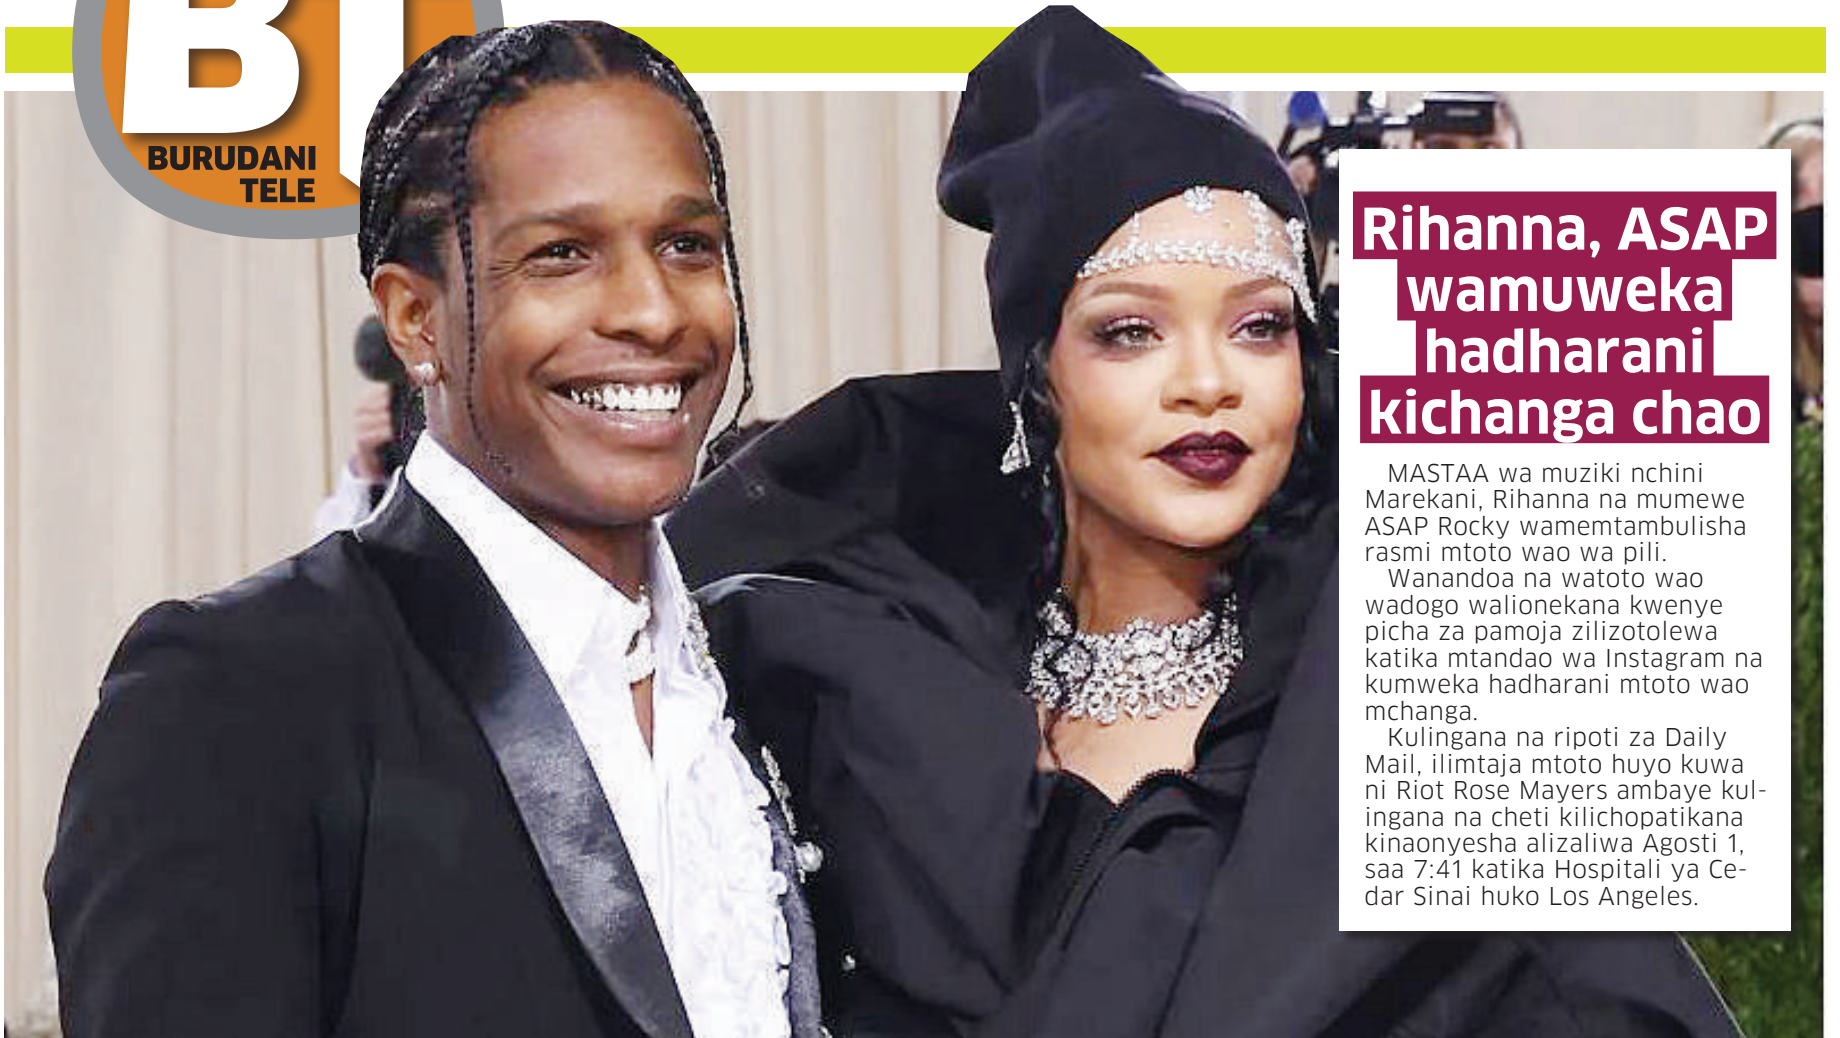 BT
BURUDANI
TELE
Rihanna, ASAP
wamuweka
hadharani
kichanga chao
MASTAA wa muziki nchini
Marekani, Rihanna na mumewe
ASAP Rocky wamemtambulisha
rasmi mtoto wao wa pili.
Wanandoa na watoto wao
wadogo walionekana kwenye
picha za pamoja zilizotolewa
katika mtandao wa Instagram na
kumweka hadharani mtoto wao
mchanga.
Kulingana na ripoti za Daily
Mail, ilimtaja mtoto huyo kuwa
ni Riot Rose Mayers ambaye kul-
ingana na cheti kilichopatikana
kinaonyesha alizaliwa Agosti 1,
saa 7:41 katika Hospitali ya Ce-
dar Sinai huko Los Angeles.